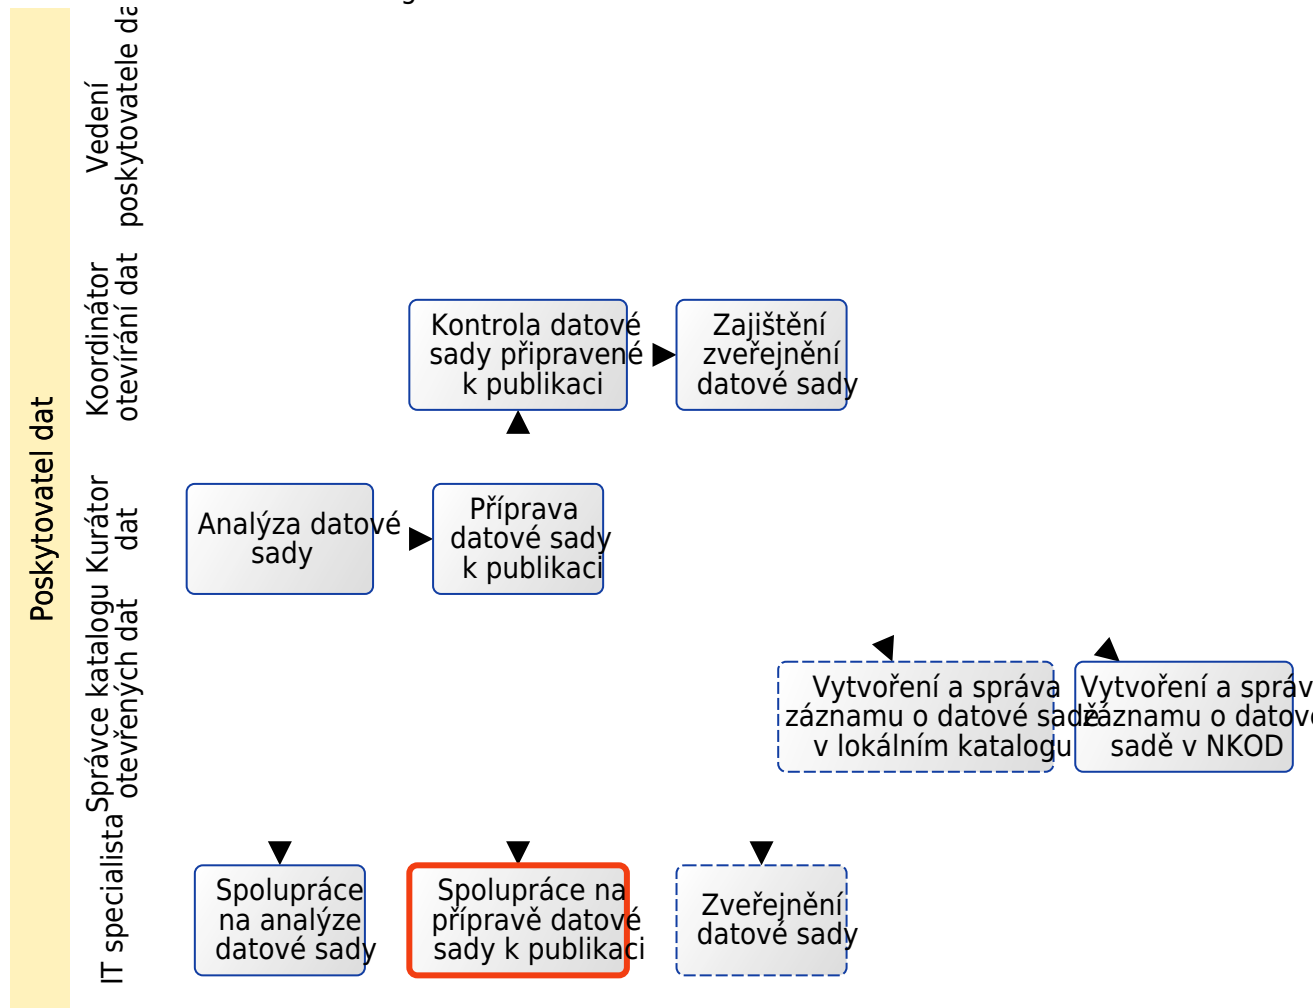 Poskytovatel dat
Vedení
poskytovatele
Koordinátor
otevírání dat
Kontrola datové
sady připravené
k publikaci
Zajištění
zveřejnění
datové sady
Kurátor
dat
Analýza datové
sady
Příprava
datové sady
k publikaci
Správce katalogu
otevřených dat
Vytvoření a správa
záznamu o datové sadě
v lokálním katalogu
Vytvoření a správ
záznamu o datov
sadě v NKOD
IT specialista
Spolupráce
na analýze
datové sady
Spolupráce na
přípravě datové
sady k publikaci
Zveřejnění
datové sady